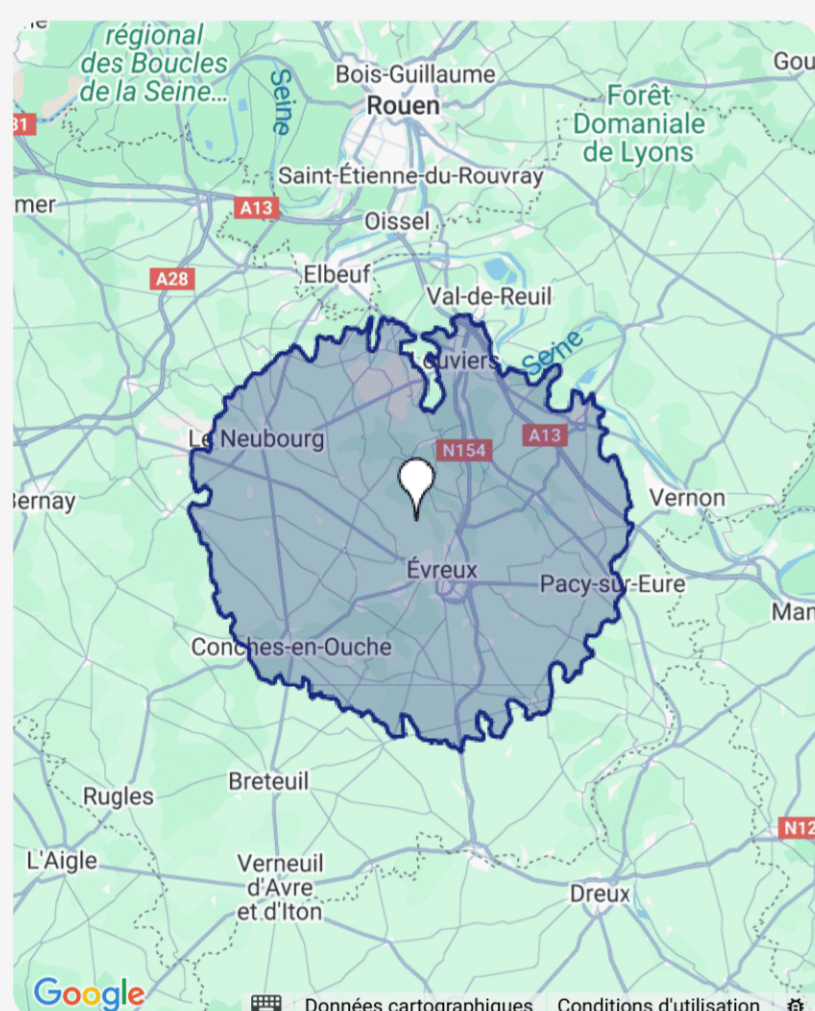 régional
des Boucles
de la Seine...
Seine
Bois-Guillaume
Rouen
Forêt
Domaniale
de Lyons
Saint-Étienne-du-Rouvray
A13
Oissel
A28
Elbeuf
Val-de-Reuil
Seine
Louviers
Le Neubourg
N154
A13
Bernay
Vernon
Évreux
Pacy-sur-Eure
Conches-en-Ouche
Breteuil
Rugles
N12
L'Aigle
Verneuil
d'Avre
et d'Iton
Dreux
Google
Données cartographiques
Conditions d'utilisation